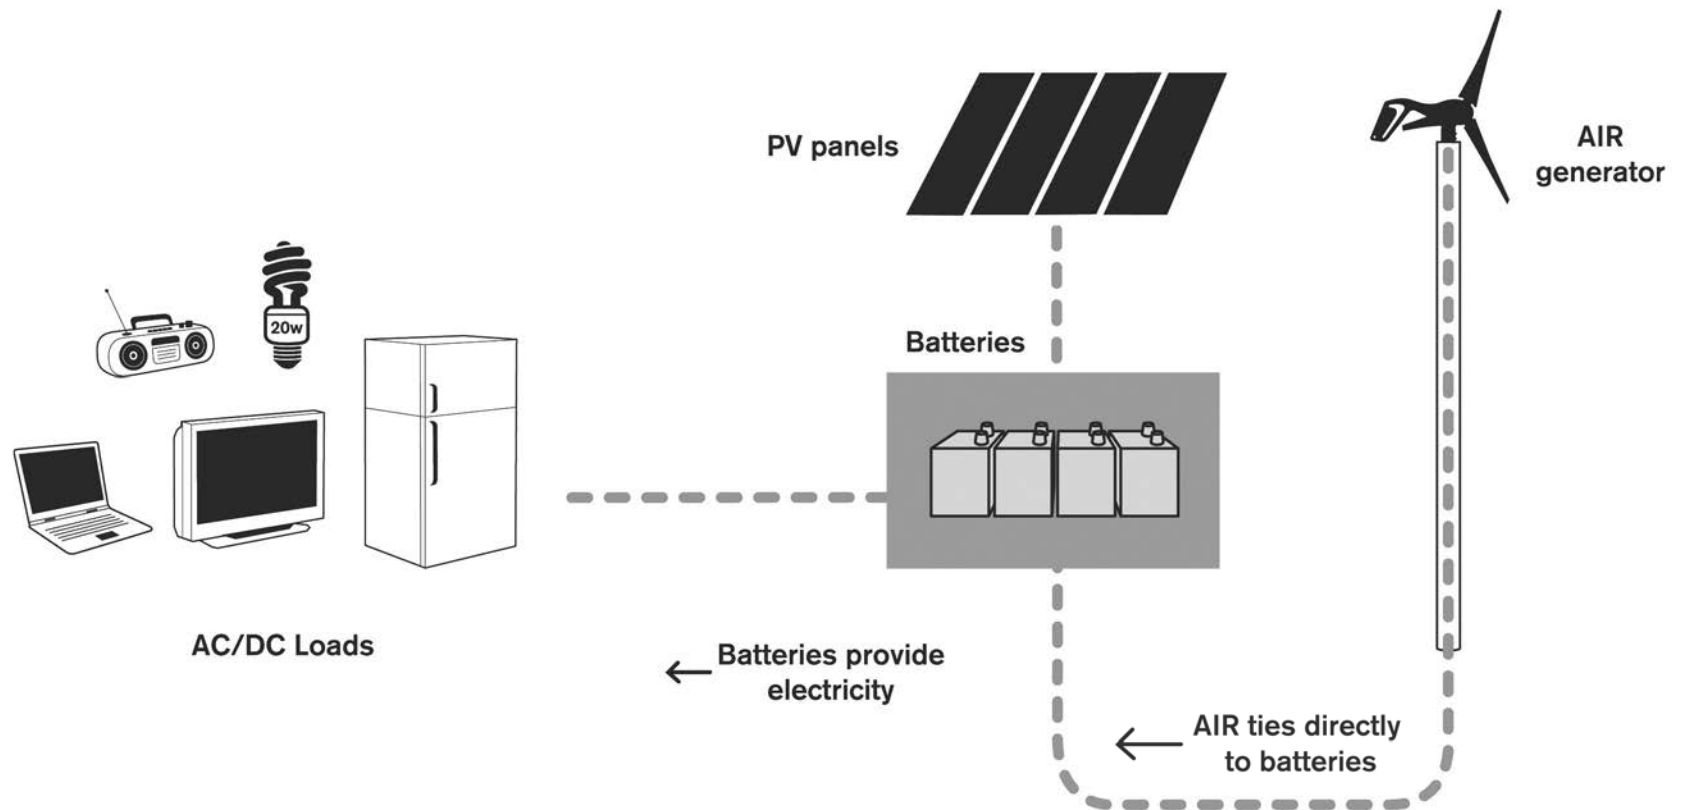 PV panels
AIR
generator
20w
Batteries
AC/DC Loads
Batteries provide
electricity
AIR ties directly
to batteries